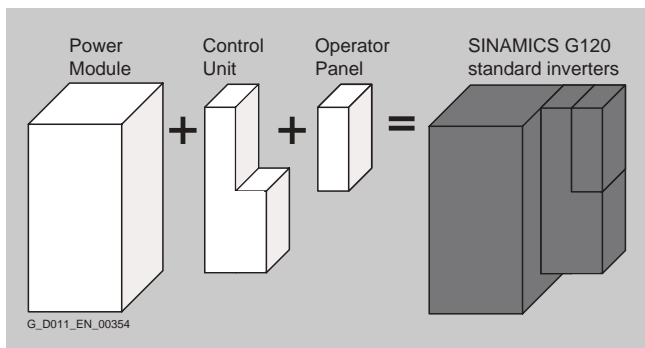 Power
Module
Control
Unit
Operator
Panel
SINAMICS G120
standard inverters
+
+
=
G_D011_EN_00354